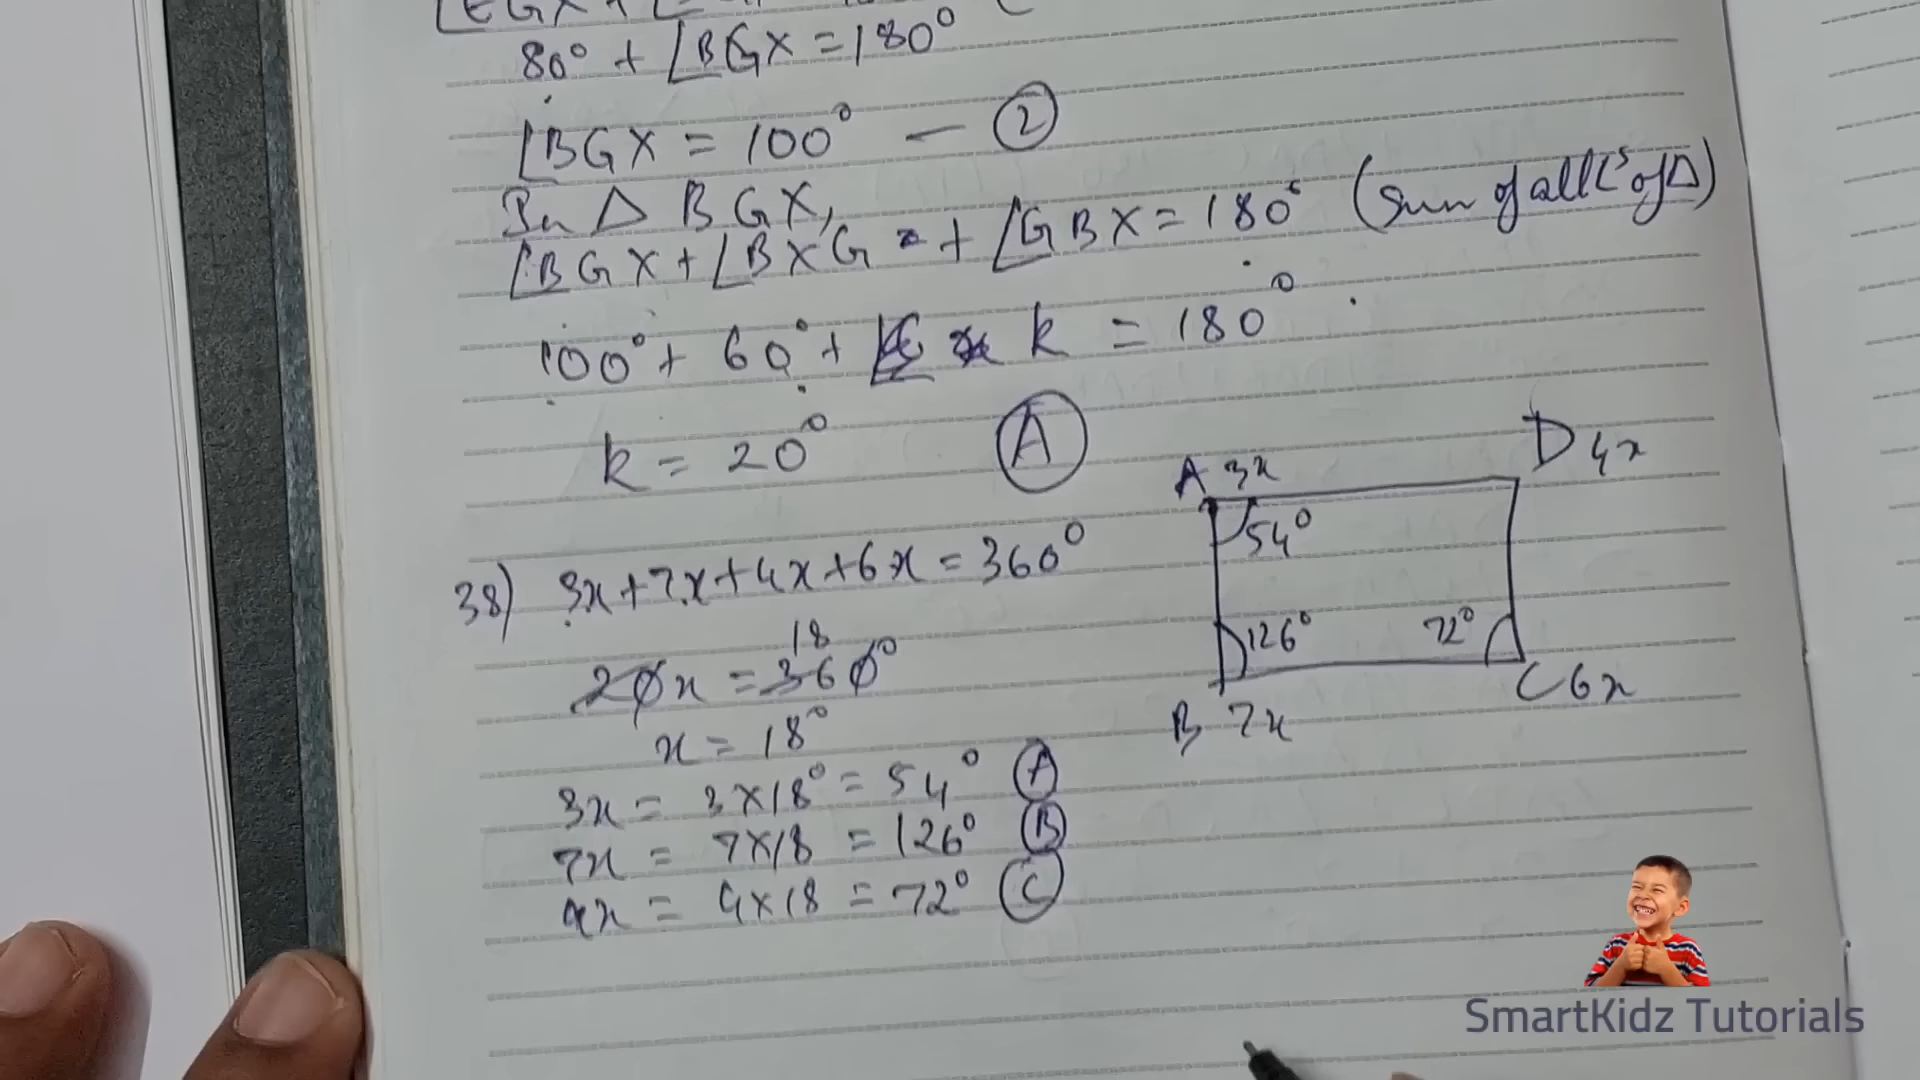 80° + ∠BGX = 180°
∠BGX = 100° — ②
In Δ BGX,
∠BGX + ∠BXG + ∠GBX = 180° (Sum of all ∠s of Δ)
100° + 60° + k = 180°
k = 20° Ⓐ
A 3x
D 4x
54°
126°
72°
B 7x
C 6x
38) 3x + 7x + 4x + 6x = 360°
18
20x = 360°
x = 18°
3x = 3×18° = 54° Ⓐ
7x = 7×18 = 126° Ⓑ
4x = 4×18 = 72° Ⓒ
SmartKidz Tutorials